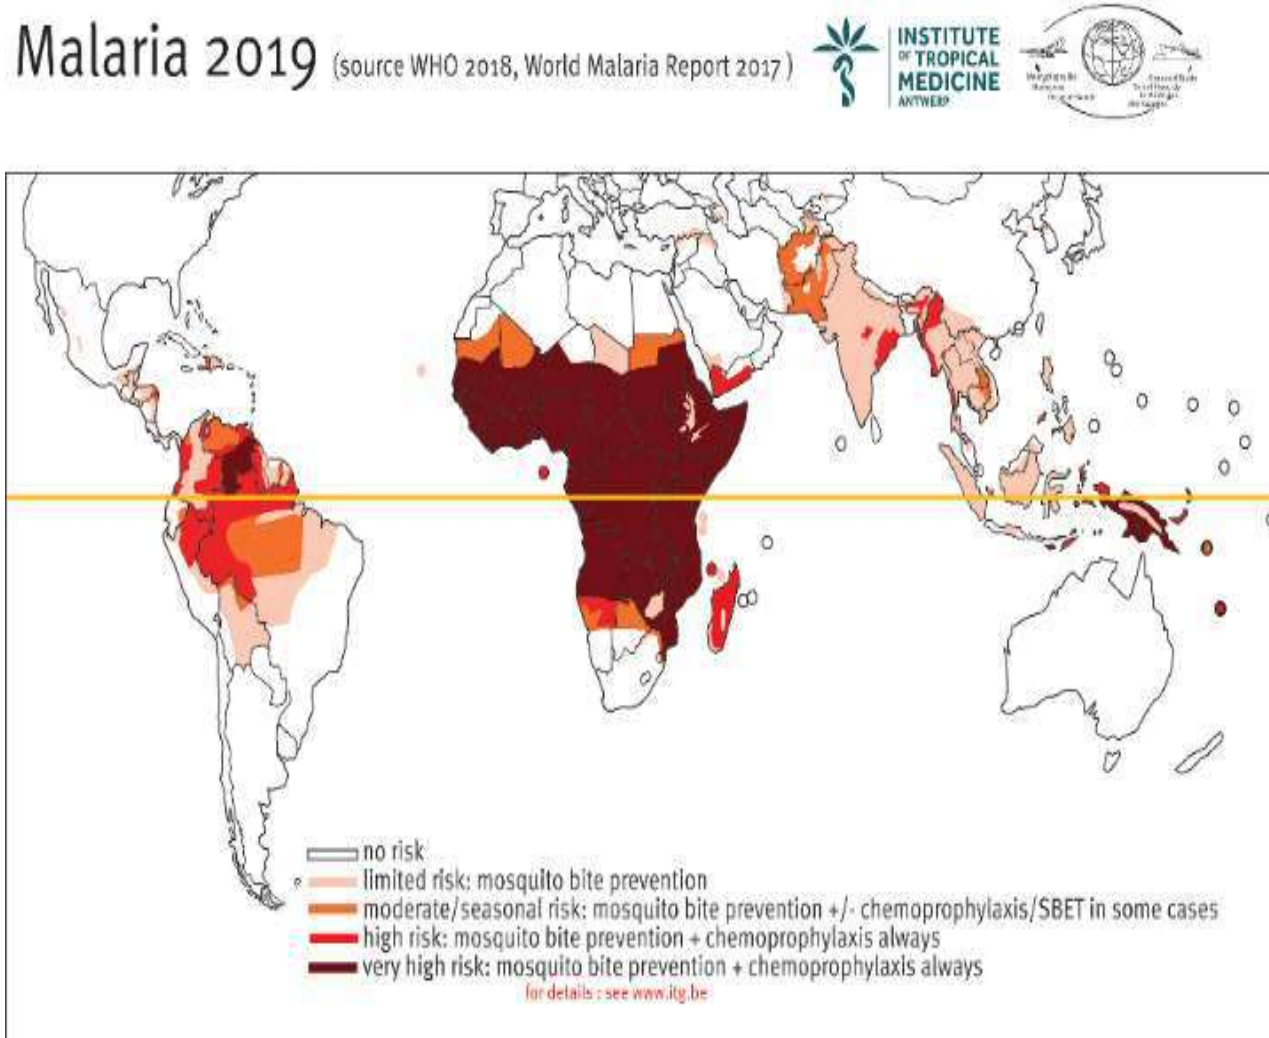 Malaria 2019 (source WHO 2018, World Malaria Report 2017 )
INSTITUTE
OF TROPICAL
MEDICINE
ANTWERP
no risk
limited risk: mosquito bite prevention
moderate/seasonal risk: mosquito bite prevention +/- chemoprophylaxis/SBET in some cases
high risk: mosquito bite prevention + chemoprophylaxis always
very high risk: mosquito bite prevention + chemoprophylaxis always
for details : see www.itg.be